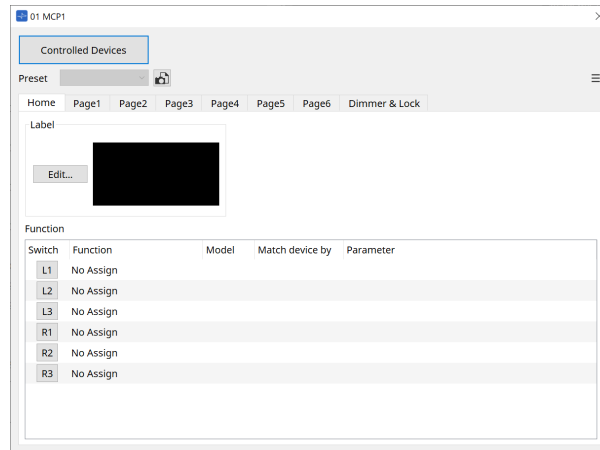 01 MCP1
Controlled Devices
Preset
Home Page1 Page2 Page3 Page4 Page5 Page6 Dimmer & Lock
Label
Edit...
Function
Switch Function Model Match device by Parameter
L1 No Assign
L2 No Assign
L3 No Assign
R1 No Assign
R2 No Assign
R3 No Assign